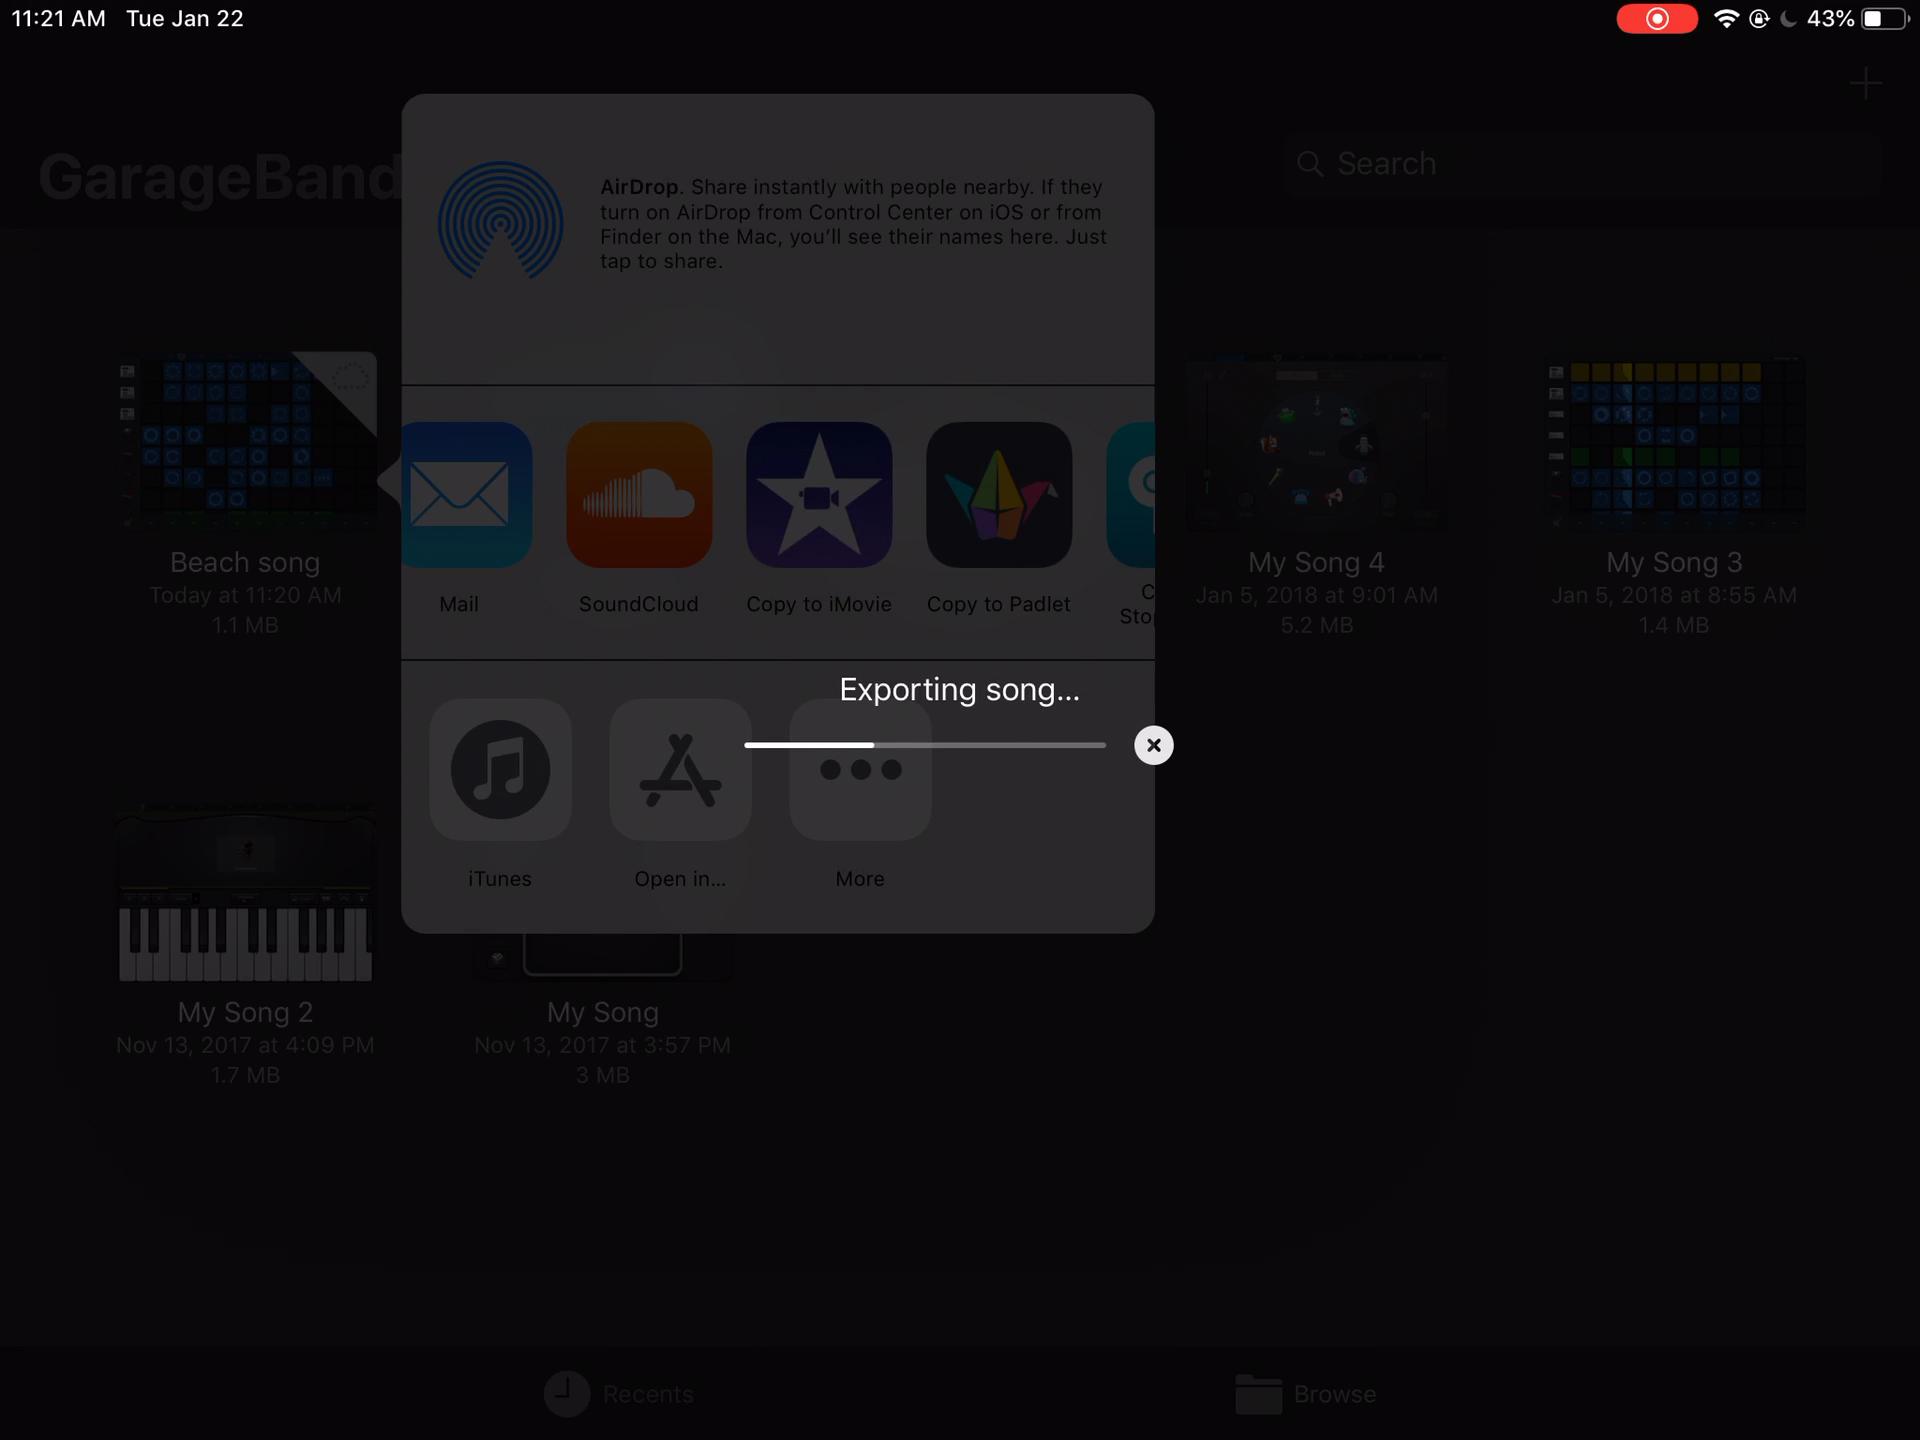 11:21 AM Tue Jan 22
43%
GarageBand
Search
AirDrop. Share instantly with people nearby. If they
turn on AirDrop from Control Center on iOS or from
Finder on the Mac, you'll see their names here. Just
tap to share.
Mail
SoundCloud
Copy to iMovie
Copy to Padlet
C
Sto
Beach song
Today at 11:20 AM
1.1 MB
My Song 4
Jan 5, 2018 at 9:01 AM
5.2 MB
My Song 3
Jan 5, 2018 at 8:55 AM
1.4 MB
Exporting song...
iTunes
Open in...
More
My Song 2
Nov 13, 2017 at 4:09 PM
1.7 MB
My Song
Nov 13, 2017 at 3:57 PM
3 MB
Recents
Browse